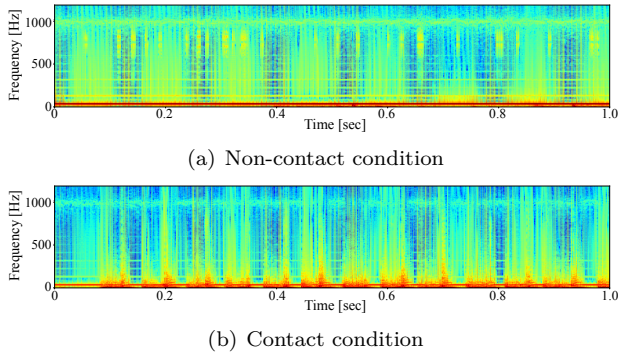 Frequency [Hz]
1000
500
0
0 0.2 0.4 0.6 0.8 1.0
Time [sec]
(a) Non-contact condition
Frequency [Hz]
1000
500
0
0 0.2 0.4 0.6 0.8 1.0
Time [sec]
(b) Contact condition